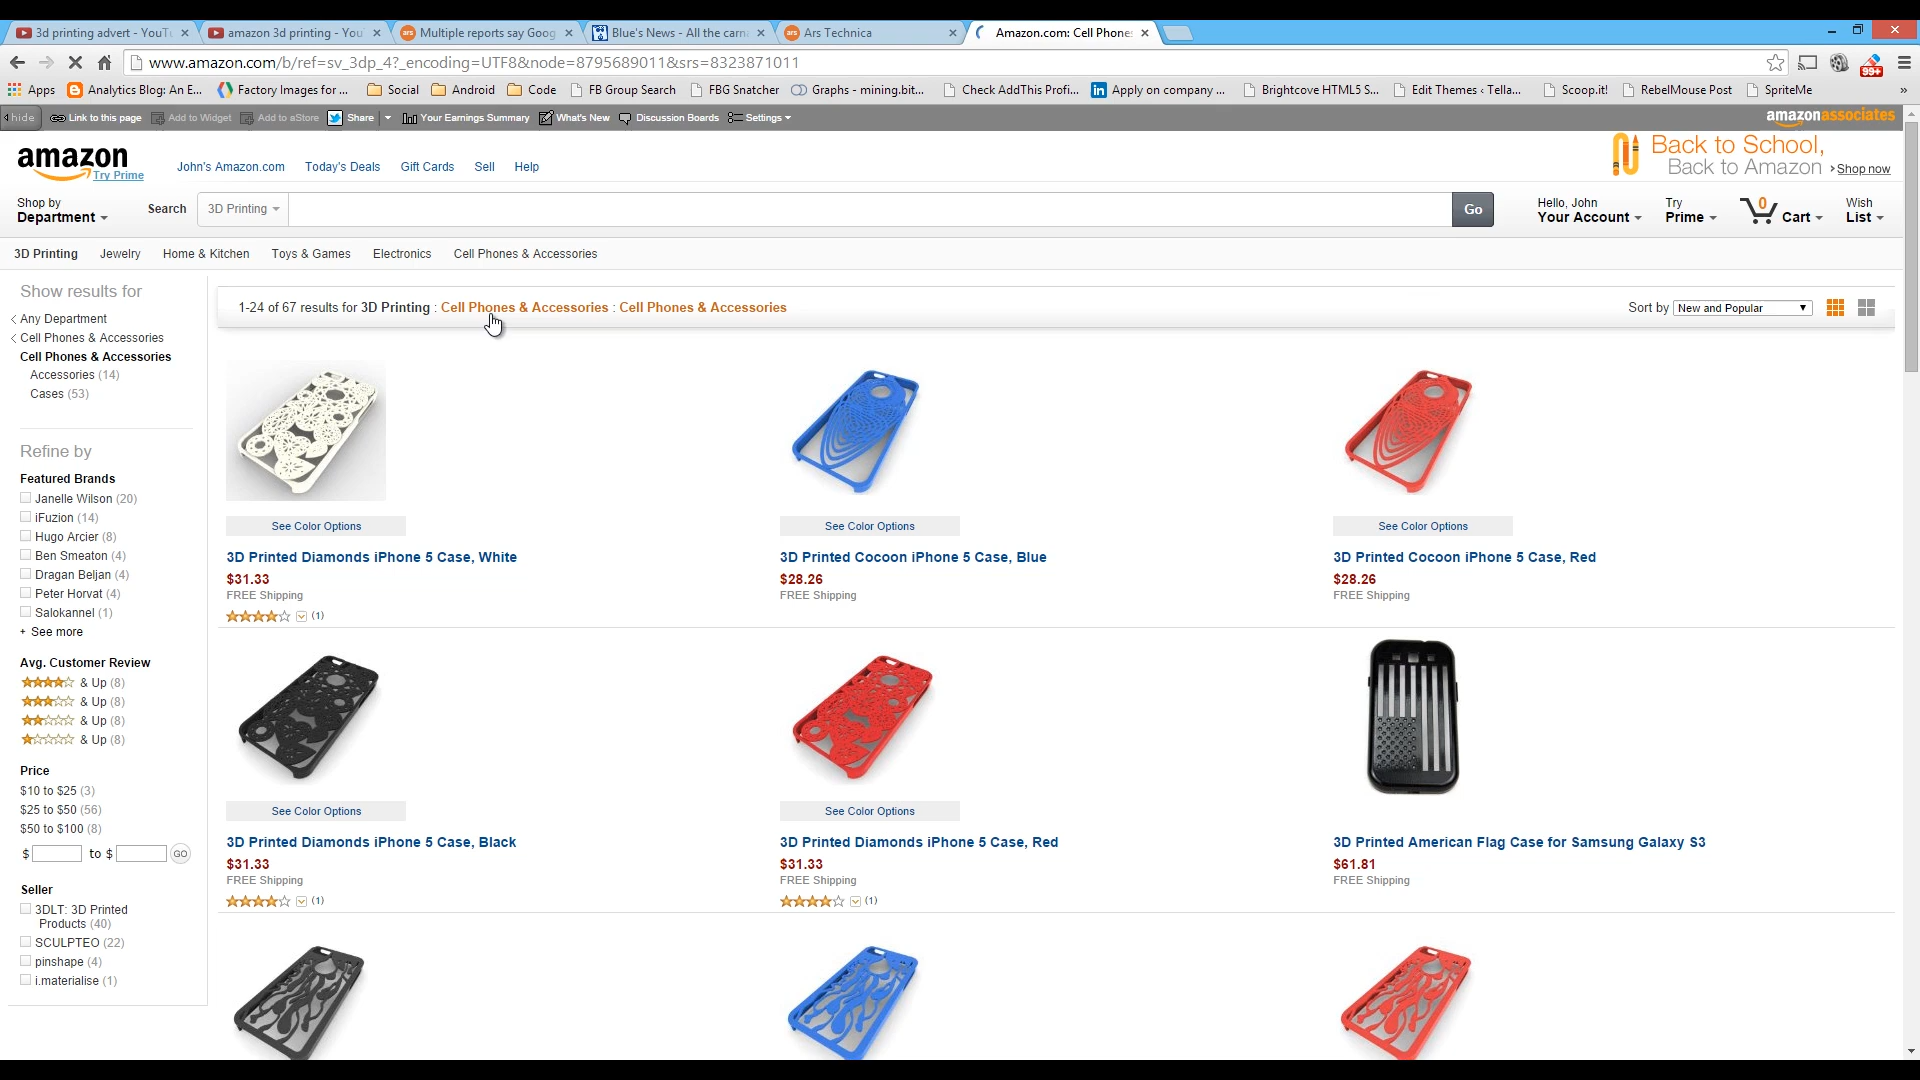 3d printing advert - YouTu
amazon 3d printing - You
Multiple reports say Goog
Blue's News - All the carna
Ars Technica
Amazon.com: Cell Phones
www.amazon.com/b/ref=sv_3dp_4?_encoding=UTF8&node=8795689011&srs=8323871011
Apps
Analytics Blog: An E...
Factory Images for ...
Social
Android
Code
FB Group Search
FBG Snatcher
Graphs - mining.bit...
Check AddThis Profi...
Apply on company ...
Brightcove HTML5 S...
Edit Themes ‹ Tella...
Scoop.it!
RebelMouse Post
SpriteMe
»
99+
hide
Link to this page
Add to Widget
Add to aStore
Share
Your Earnings Summary
What's New
Discussion Boards
Settings
amazonassociates
amazon
Try Prime
John's Amazon.com
Today's Deals
Gift Cards
Sell
Help
Back to School,
Back to Amazon
› Shop now
Shop by
Department
Search
3D Printing
Go
Hello, John
Your Account
Try
Prime
0
Cart
Wish
List
3D Printing
Jewelry
Home & Kitchen
Toys & Games
Electronics
Cell Phones & Accessories
Show results for
Any Department
Cell Phones & Accessories
Cell Phones & Accessories
Accessories (14)
Cases (53)
Refine by
Featured Brands
Janelle Wilson (20)
iFuzion (14)
Hugo Arcier (8)
Ben Smeaton (4)
Dragan Beljan (4)
Peter Horvat (4)
Salokannel (1)
+ See more
Avg. Customer Review
& Up (8)
& Up (8)
& Up (8)
& Up (8)
Price
$10 to $25 (3)
$25 to $50 (56)
$50 to $100 (8)
$ to $ GO
Seller
3DLT: 3D Printed
Products (40)
SCULPTEO (22)
pinshape (4)
i.materialise (1)
1-24 of 67 results for 3D Printing : Cell Phones & Accessories : Cell Phones & Accessories
Sort by New and Popular
See Color Options
3D Printed Diamonds iPhone 5 Case, White
$31.33
FREE Shipping
(1)
See Color Options
3D Printed Cocoon iPhone 5 Case, Blue
$28.26
FREE Shipping
See Color Options
3D Printed Cocoon iPhone 5 Case, Red
$28.26
FREE Shipping
See Color Options
3D Printed Diamonds iPhone 5 Case, Black
$31.33
FREE Shipping
(1)
See Color Options
3D Printed Diamonds iPhone 5 Case, Red
$31.33
FREE Shipping
(1)
3D Printed American Flag Case for Samsung Galaxy S3
$61.81
FREE Shipping